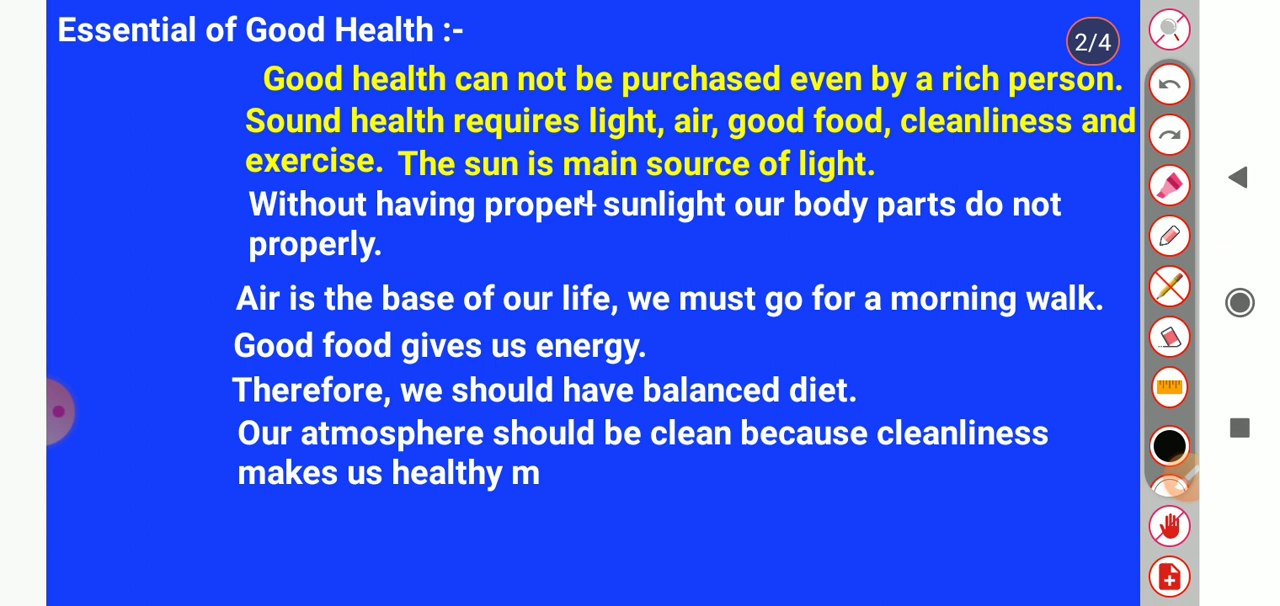 Essential of Good Health :-
2/4
Good health can not be purchased even by a rich person.
Sound health requires light, air, good food, cleanliness and
exercise. The sun is main source of light.
Without having proper sunlight our body parts do not
properly.
Air is the base of our life, we must go for a morning walk.
Good food gives us energy.
Therefore, we should have balanced diet.
Our atmosphere should be clean because cleanliness
makes us healthy m